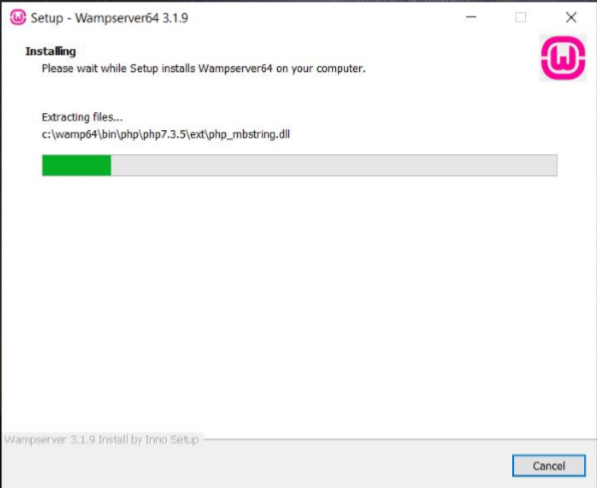 Setup - Wampserver64 3.1.9
Installing
Please wait while Setup installs Wampserver64 on your computer.
Extracting files...
c:\wamp64\bin\php\php7.3.5\ext\php_mbstring.dll
Wampserver 3.1.9 Install by Inno Setup
Cancel